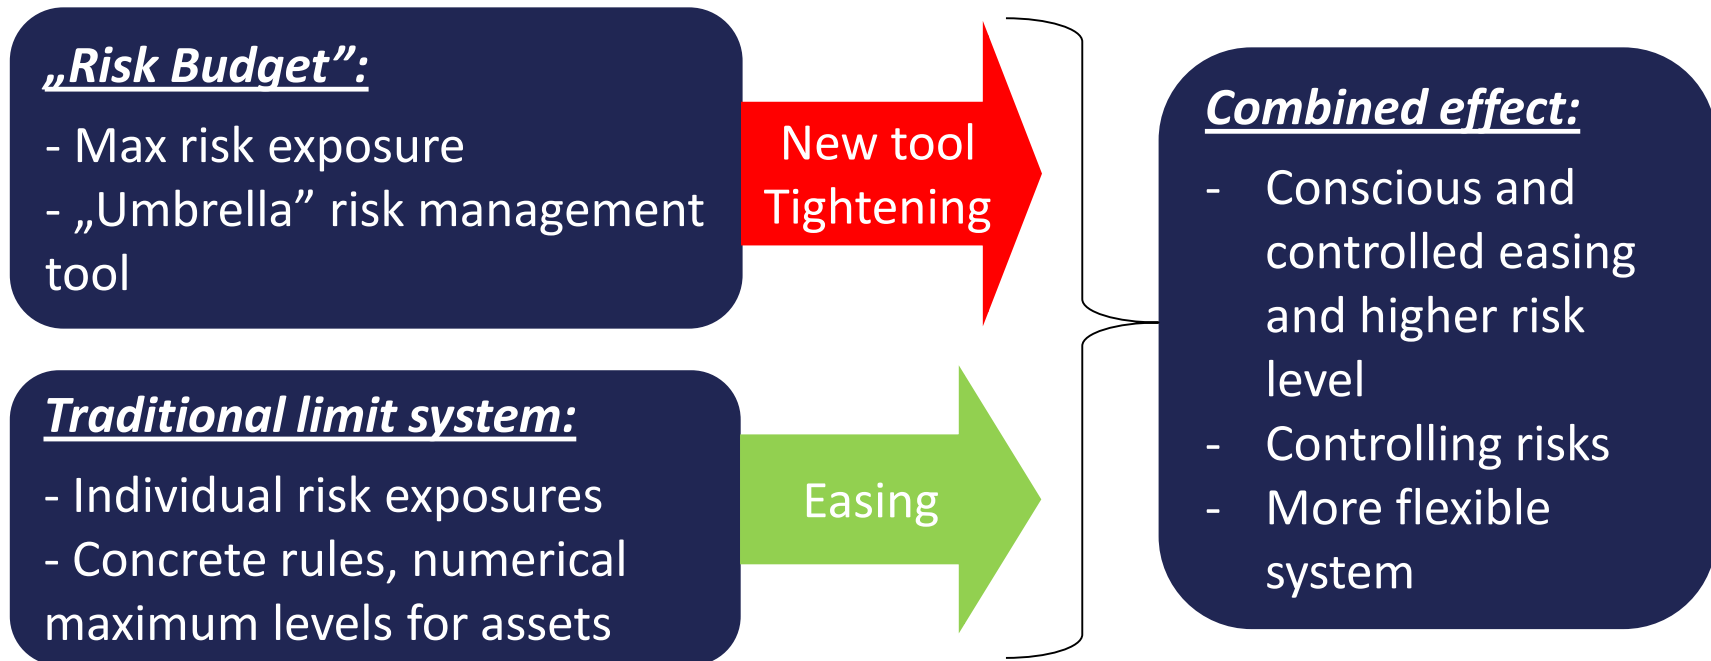 „Risk Budget”:
- Max risk exposure
- „Umbrella” risk management
tool
New tool
Tightening
Traditional limit system:
- Individual risk exposures
- Concrete rules, numerical
maximum levels for assets
Easing
Combined effect:
- Conscious and
controlled easing
and higher risk
level
- Controlling risks
- More flexible
system